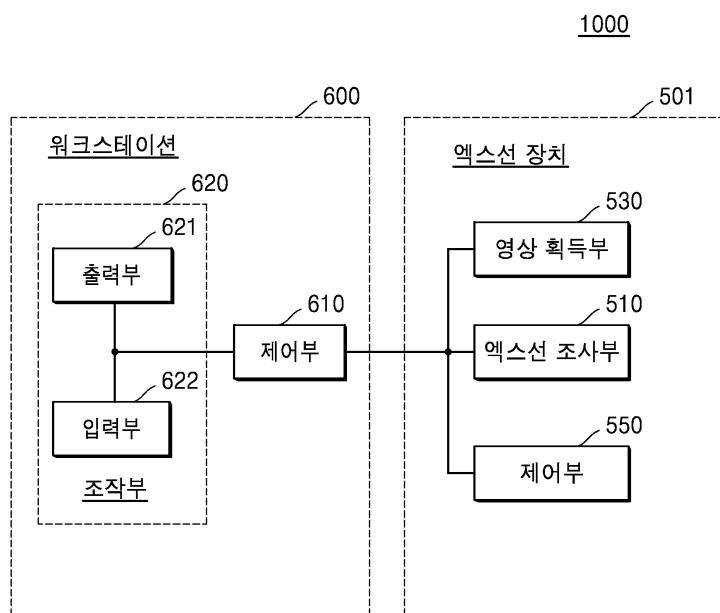 1000
600
501
워크스테이션
엑스선 장치
620
621
출력부
530
영상 획득부
610
제어부
510
엑스선 조사부
622
입력부
조작부
550
제어부